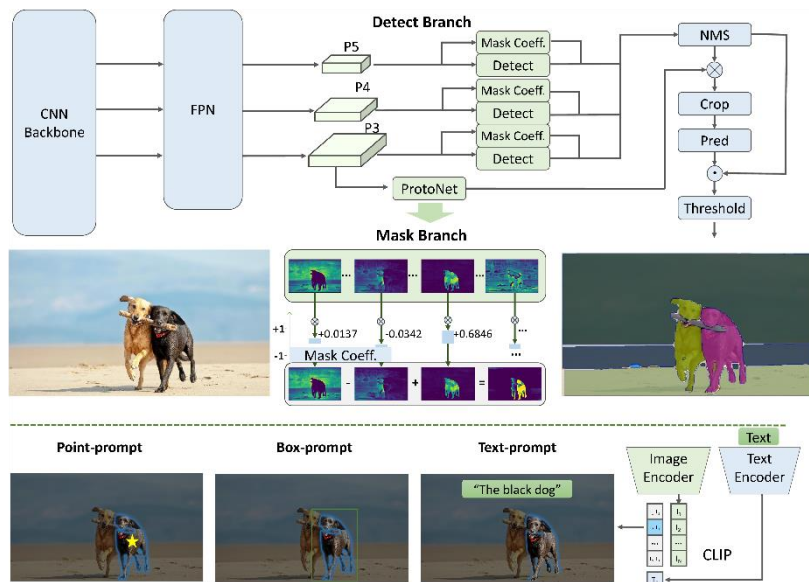 Detect Branch
CNN
Backbone
FPN
P5
P4
P3
Mask Coeff.
Detect
Mask Coeff.
Detect
Mask Coeff.
Detect
ProtoNet
NMS
Crop
Pred
Threshold
Mask Branch
... ... ...
+1
-1
+0.0137
-0.0342
+0.6846
...
...
Mask Coeff.
- + =
Point-prompt
Box-prompt
Text-prompt
“The black dog”
Text
Image
Encoder
Text
Encoder
I₁
I₂
...
CLIP